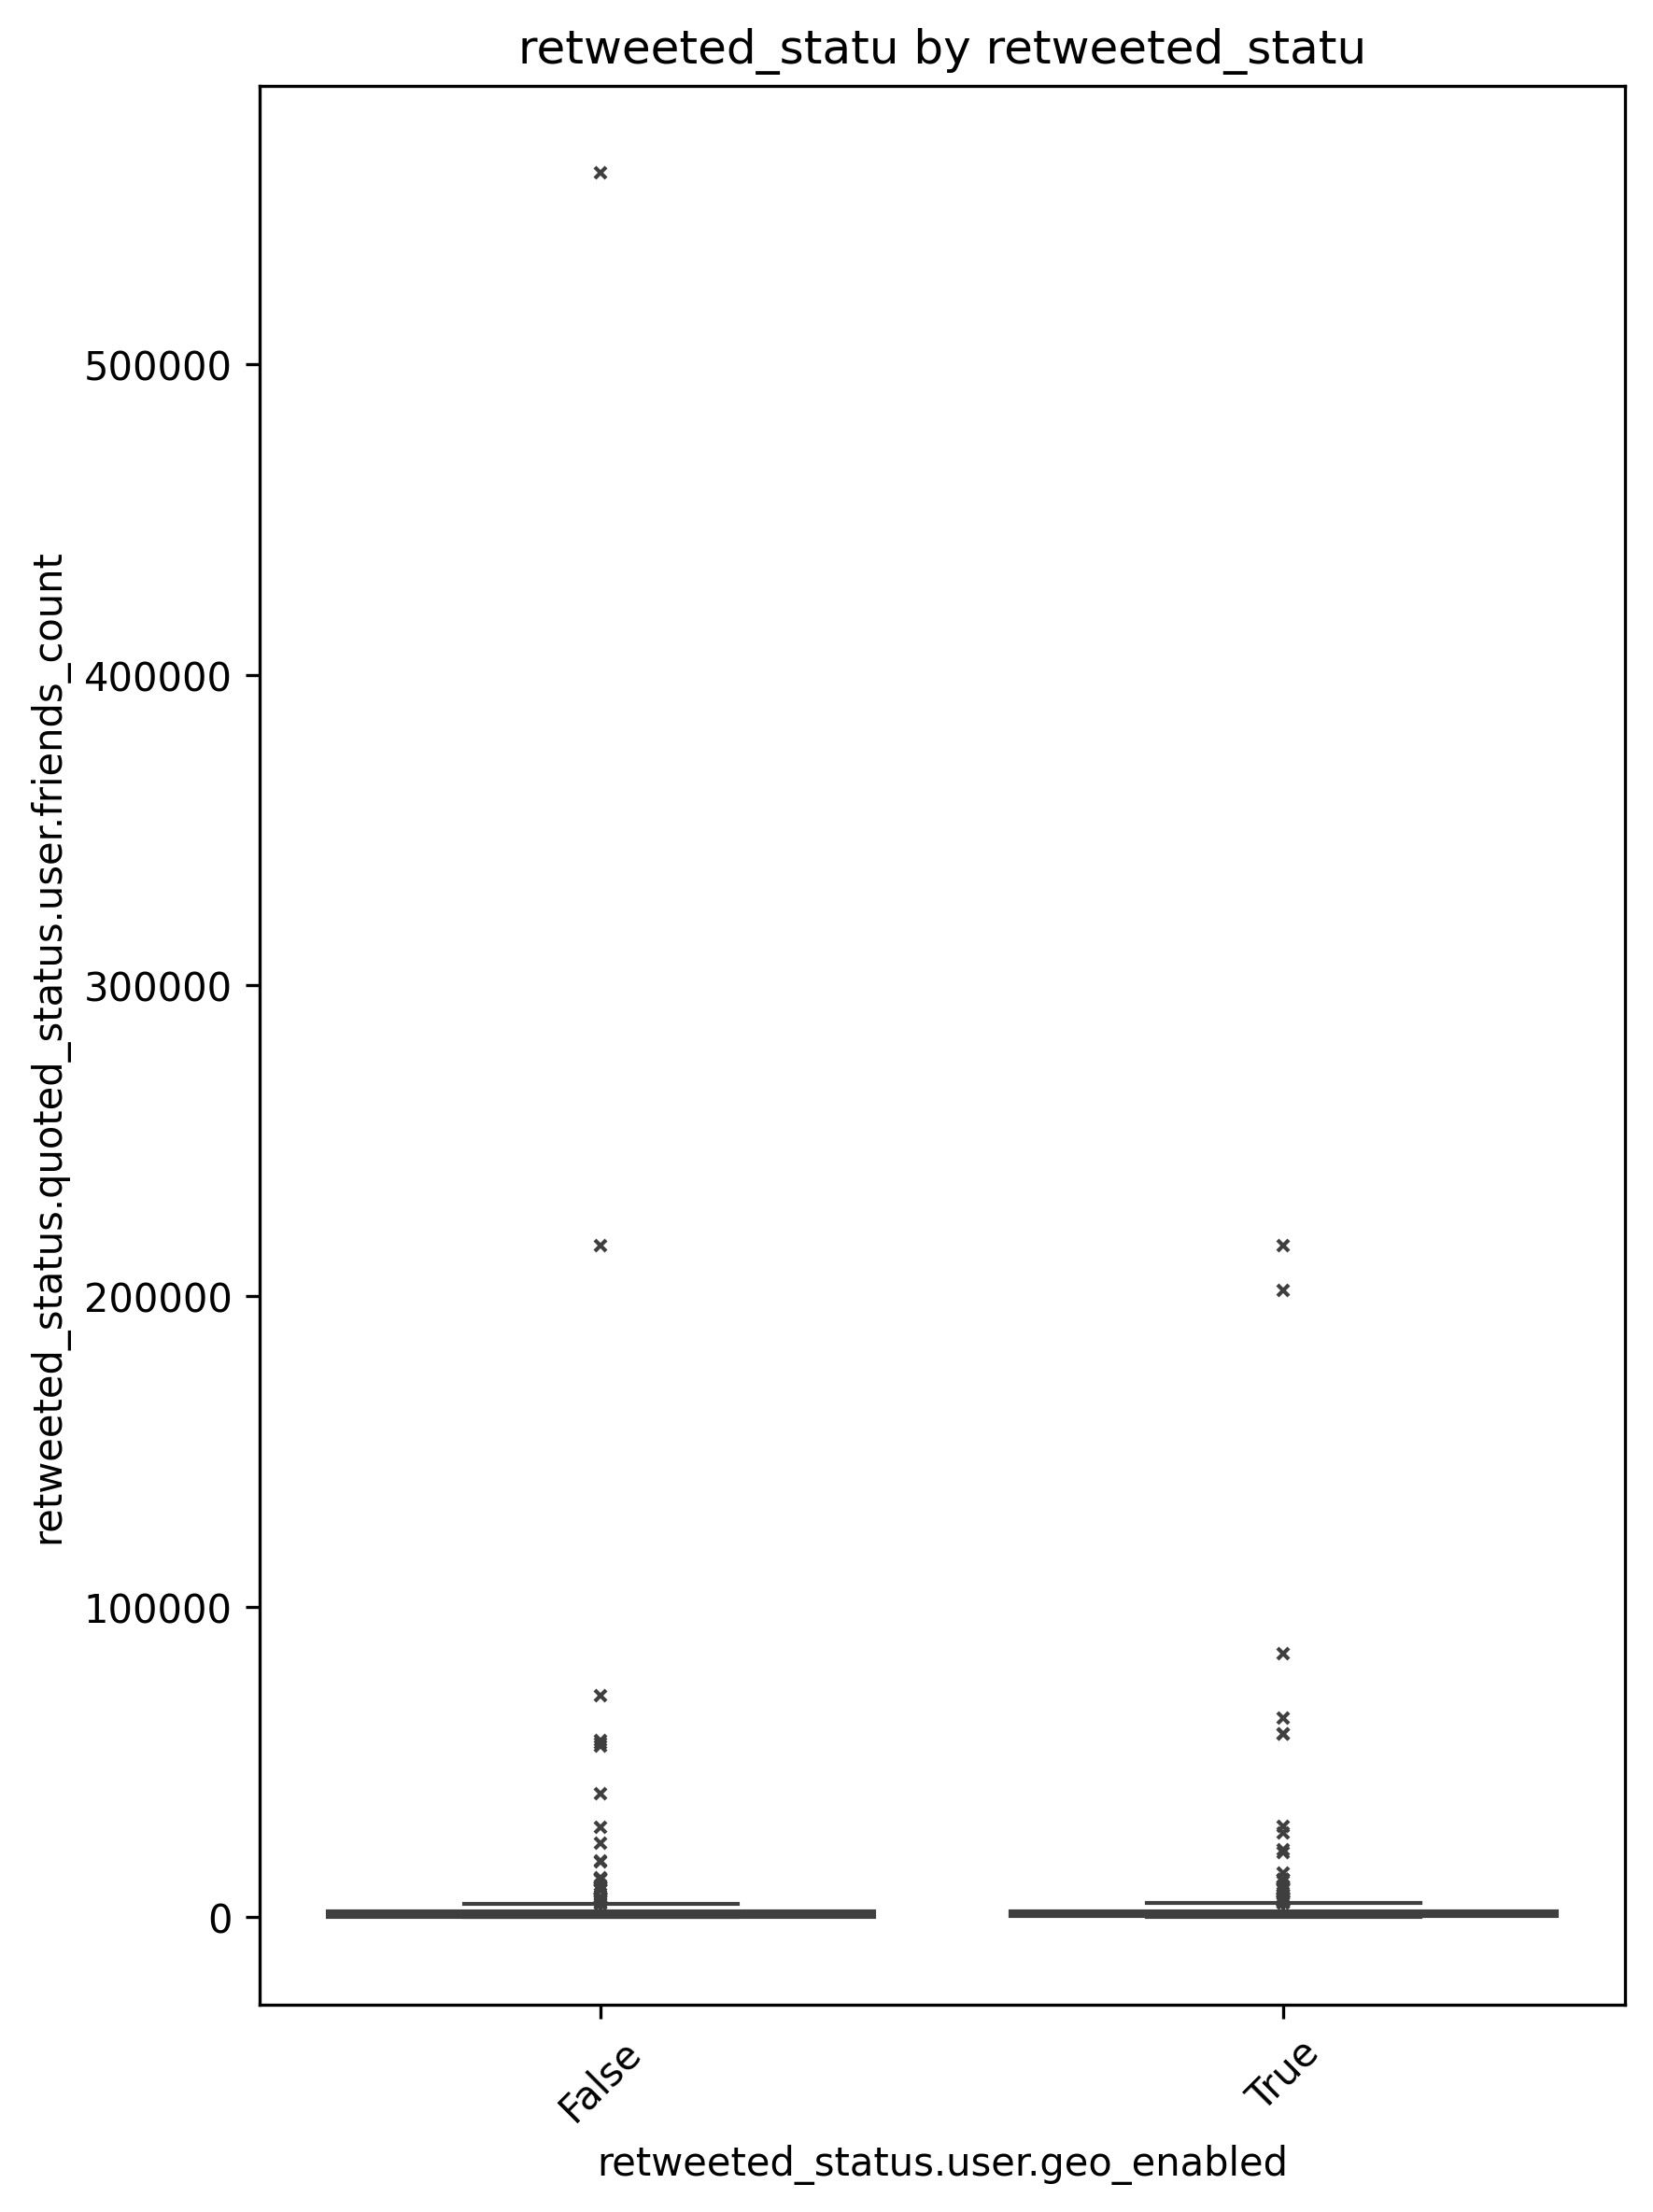 retweeted_statu by retweeted_statu
retweeted_status.quoted_status.user.friends_count
500000
400000
300000
200000
100000
0
False
True
retweeted_status.user.geo_enabled